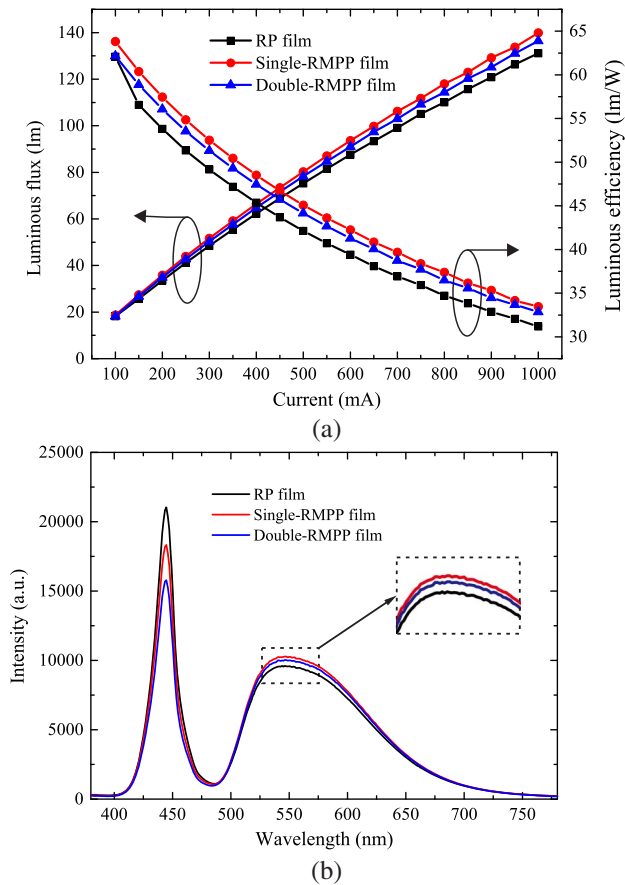 140
120
100
80
60
40
20
0
Luminous flux (lm)
RP film
Single-RMPP film
Double-RMPP film
65
60
55
50
45
40
35
30
Luminous efficiency (lm/W)
100 200 300 400 500 600 700 800 900 1000
Current (mA)
(a)
25000
20000
15000
10000
5000
0
Intensity (a.u.)
RP film
Single-RMPP film
Double-RMPP film
400 450 500 550 600 650 700 750
Wavelength (nm)
(b)